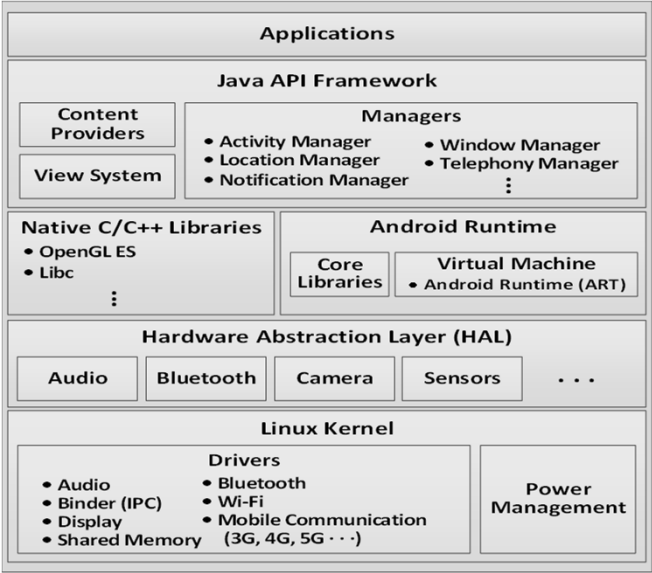 Applications
Java API Framework
Content
Providers
View System
Managers
• Activity Manager
• Location Manager
• Notification Manager
• Window Manager
• Telephony Manager
⋮
Native C/C++ Libraries
• OpenGL ES
• Libc
⋮
Android Runtime
Core
Libraries
Virtual Machine
• Android Runtime (ART)
Hardware Abstraction Layer (HAL)
Audio
Bluetooth
Camera
Sensors
· · ·
Linux Kernel
Drivers
• Audio
• Binder (IPC)
• Display
• Shared Memory
• Bluetooth
• Wi-Fi
• Mobile Communication
(3G, 4G, 5G · · ·)
Power
Management